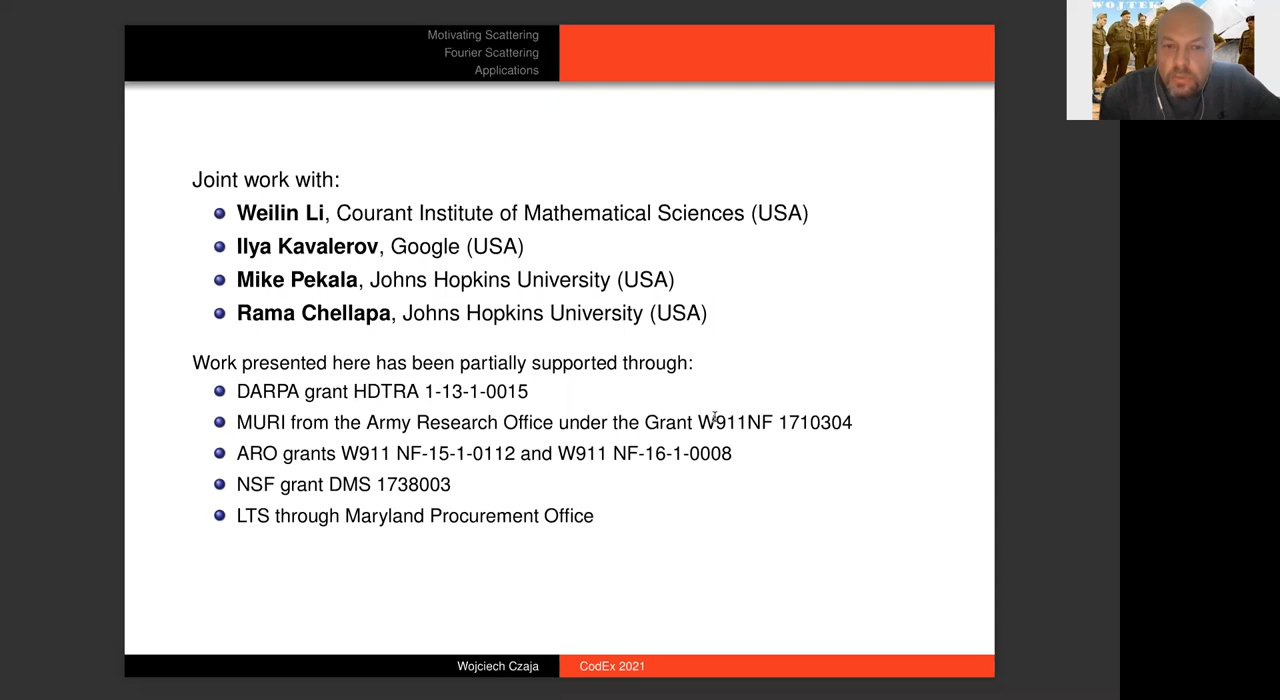 Motivating Scattering
Fourier Scattering
Applications
WOJTEK
Joint work with:
Weilin Li, Courant Institute of Mathematical Sciences (USA)
Ilya Kavalerov, Google (USA)
Mike Pekala, Johns Hopkins University (USA)
Rama Chellapa, Johns Hopkins University (USA)
Work presented here has been partially supported through:
DARPA grant HDTRA 1-13-1-0015
MURI from the Army Research Office under the Grant W911NF 1710304
ARO grants W911 NF-15-1-0112 and W911 NF-16-1-0008
NSF grant DMS 1738003
LTS through Maryland Procurement Office
Wojciech Czaja
CodEx 2021